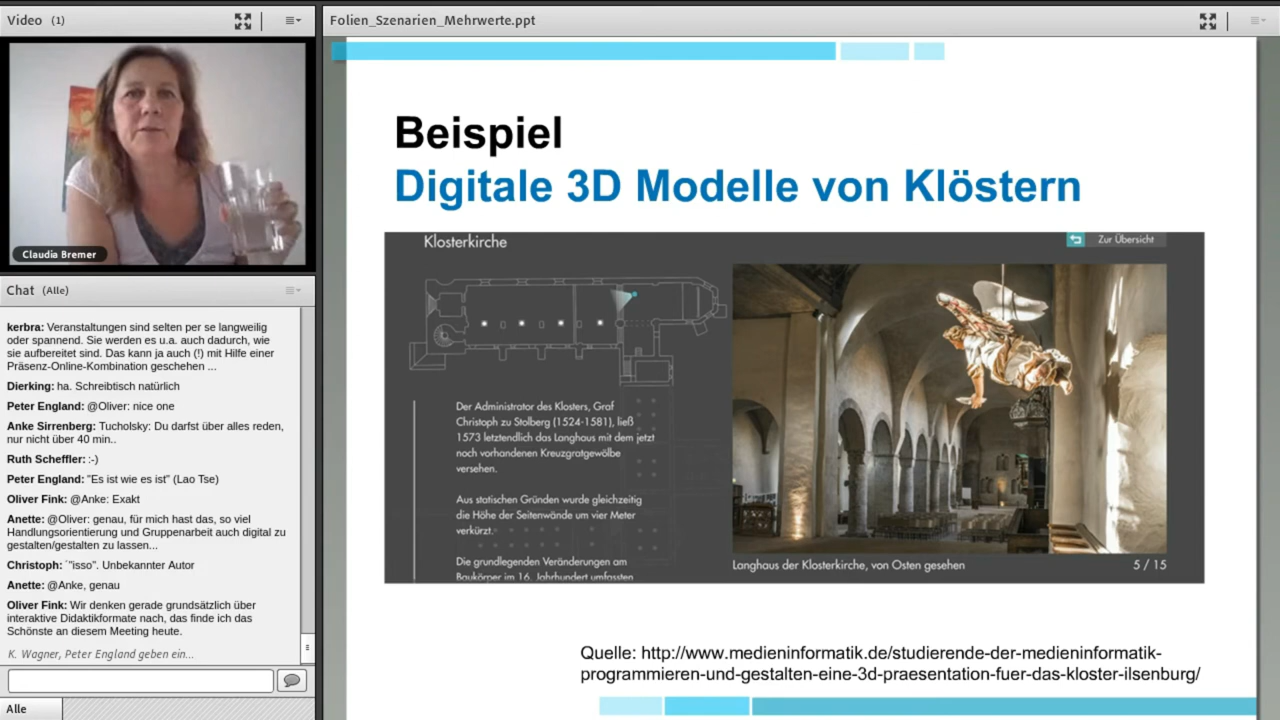 Video (1)
Folien_Szenarien_Mehrwerte.ppt
Claudia Bremer
Chat (Alle)
kerbra: Veranstaltungen sind selten per se langweilig
oder spannend. Sie werden es u.a. auch dadurch, wie
sie aufbereitet sind. Das kann ja auch (!) mit Hilfe einer
Präsenz-Online-Kombination geschehen ...
Dierking: ha. Schreibtisch natürlich
Peter England: @Oliver: nice one
Anke Sirrenberg: Tucholsky: Du darfst über alles reden,
nur nicht über 40 min..
Ruth Scheffler: :-)
Peter England: "Es ist wie es ist" (Lao Tse)
Oliver Fink: @Anke: Exakt
Anette: @Oliver: genau, für mich hast das, so viel
Handlungsorientierung und Gruppenarbeit auch digital zu
gestalten/gestalten zu lassen...
Christoph: ´"isso". Unbekannter Autor
Anette: @Anke, genau
Oliver Fink: Wir denken gerade grundsätzlich über
interaktive Didaktikformate nach, das finde ich das
Schönste an diesem Meeting heute.
K. Wagner, Peter England geben ein...
Alle
Beispiel
Digitale 3D Modelle von Klöstern
Klosterkirche
Zur Übersicht
Der Administrator des Klosters, Graf
Christoph zu Stolberg (1524-1581), ließ
1573 letztendlich das Langhaus mit dem jetzt
noch vorhandenen Kreuzgratgewölbe
versehen.
Aus statischen Gründen wurde gleichzeitig
die Höhe der Seitenwände um vier Meter
verkürzt.
Die grundlegenden Veränderungen am
Baukörper im 16. Jahrhundert umfassten
Langhaus der Klosterkirche, von Osten gesehen
5 / 15
Quelle: http://www.medieninformatik.de/studierende-der-medieninformatik-
programmieren-und-gestalten-eine-3d-praesentation-fuer-das-kloster-ilsenburg/